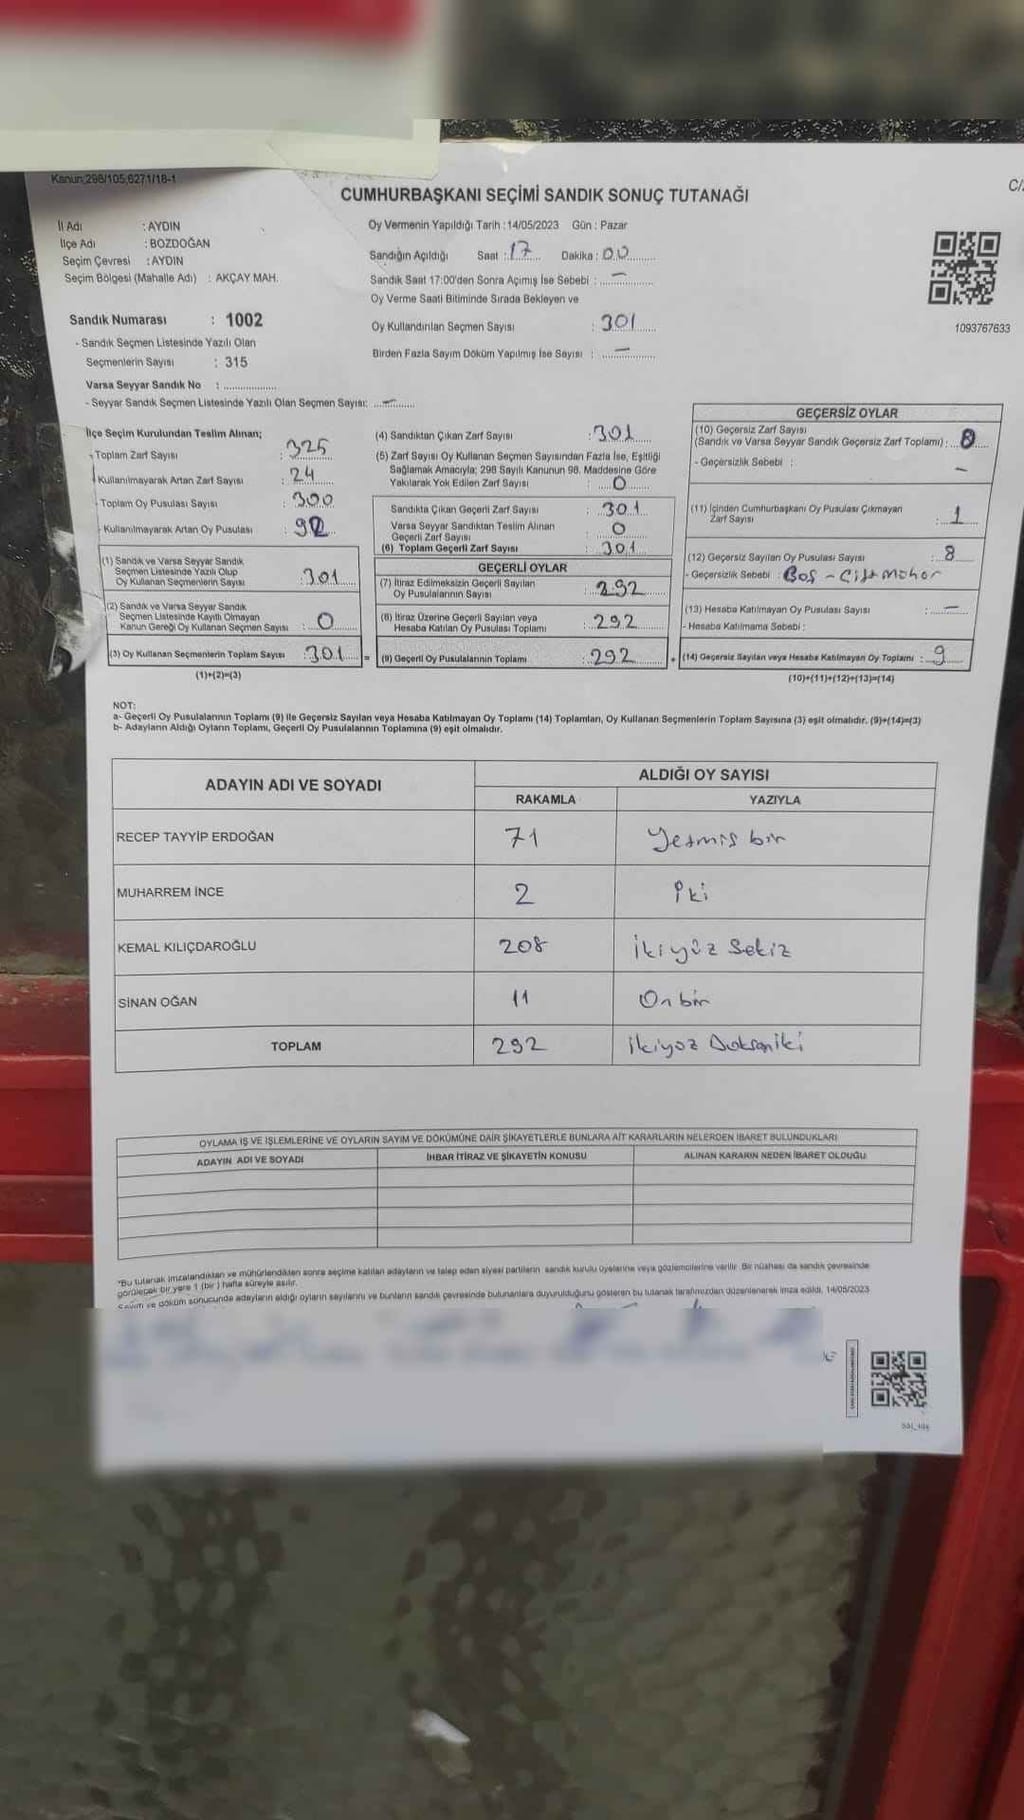 Kanun:298/105,6271/18-1
CUMHURBAŞKANI SEÇİMİ SANDIK SONUÇ TUTANAĞI
İl Adı : AYDIN
İlçe Adı : BOZDOĞAN
Seçim Çevresi : AYDIN
Seçim Bölgesi (Mahalle Adı) : AKÇAY MAH.
Sandık Numarası : 1002
- Sandık Seçmen Listesinde Yazılı Olan
Seçmenlerin Sayısı : 315
Varsa Seyyar Sandık No : ..............
- Seyyar Sandık Seçmen Listesinde Yazılı Olan Seçmen Sayısı: —
Oy Vermenin Yapıldığı Tarih : 14/05/2023 Gün : Pazar
Sandığın Açıldığı Saat : 17 Dakika : 00
Sandık Saat 17:00'den Sonra Açımış İse Sebebi : —
Oy Verme Saati Bitiminde Sırada Bekleyen ve
Oy Kullandırılan Seçmen Sayısı : 301
Birden Fazla Sayım Döküm Yapılmış İse Sayısı : —
1093767633
İlçe Seçim Kurulundan Teslim Alınan;
- Toplam Zarf Sayısı : 325
- Kullanılmayarak Artan Zarf Sayısı : 24
- Toplam Oy Pusulası Sayısı : 300
- Kullanılmayarak Artan Oy Pusulası :
(1) Sandık ve Varsa Seyyar Sandık
Seçmen Listesinde Yazılı Olup
Oy Kullanan Seçmenlerin Sayısı : 301
(2) Sandık ve Varsa Seyyar Sandık
Seçmen Listesinde Kayıtlı Olmayan
Kanun Gereği Oy Kullanan Seçmen Sayısı : 0
(3) Oy Kullanan Seçmenlerin Toplam Sayısı : 301 =
(1)+(2)=(3)
(4) Sandıktan Çıkan Zarf Sayısı : 301
(5) Zarf Sayısı Oy Kullanan Seçmen Sayısından Fazla İse, Eşitliği
Sağlamak Amacıyla; 298 Sayılı Kanunun 98. Maddesine Göre
Yakılarak Yok Edilen Zarf Sayısı : 0
Sandıkta Çıkan Geçerli Zarf Sayısı : 301
Varsa Seyyar Sandıktan Teslim Alınan
Geçerli Zarf Sayısı : 0
(6) Toplam Geçerli Zarf Sayısı : 301
GEÇERLİ OYLAR
(7) İtiraz Edilmeksizin Geçerli Sayılan
Oy Pusulalarının Sayısı : 292
(8) İtiraz Üzerine Geçerli Sayılan veya
Hesaba Katılan Oy Pusulası Toplamı : 292
(9) Geçerli Oy Pusulalarının Toplamı : 292 +
GEÇERSİZ OYLAR
(10) Geçersiz Zarf Sayısı
(Sandık ve Varsa Seyyar Sandık Geçersiz Zarf Toplamı) :
- Geçersizlik Sebebi : —
(11) İçinden Cumhurbaşkanı Oy Pusulası Çıkmayan
Zarf Sayısı : 1
(12) Geçersiz Sayılan Oy Pusulası Sayısı : 8
- Geçersizlik Sebebi : Boş - Çift Mühür
(13) Hesaba Katılmayan Oy Pusulası Sayısı : —
- Hesaba Katılmama Sebebi :
(14) Geçersiz Sayılan veya Hesaba Katılmayan Oy Toplamı : 9
(10)+(11)+(12)+(13)=(14)
NOT:
a- Geçerli Oy Pusulalarının Toplamı (9) ile Geçersiz Sayılan veya Hesaba Katılmayan Oy Toplamı (14) Toplamları, Oy Kullanan Seçmenlerin Toplam Sayısına (3) eşit olmalıdır. (9)+(14)=(3)
b- Adayların Aldığı Oyların Toplamı, Geçerli Oy Pusulalarının Toplamına (9) eşit olmalıdır.
ADAYIN ADI VE SOYADI ALDIĞI OY SAYISI
RAKAMLA YAZIYLA
RECEP TAYYİP ERDOĞAN 71 Yetmiş bir
MUHARREM İNCE 2 İki
KEMAL KILIÇDAROĞLU 208 İkiyüz Sekiz
SİNAN OĞAN 11 Onbir
TOPLAM 292 İkiyüz Doksaniki
OYLAMA İŞ VE İŞLEMLERİNE VE OYLARIN SAYIM VE DÖKÜMÜNE DAİR ŞİKAYETLERLE BUNLARA AİT KARARLARIN NELERDEN İBARET BULUNDUKLARI
ADAYIN ADI VE SOYADI İHBAR İTİRAZ VE ŞİKAYETİN KONUSU ALINAN KARARIN NEDEN İBARET OLDUĞU
*Bu tutanak imzalandıktan ve mühürlendikten sonra seçime katılan adayların ve talep eden siyasi partilerin sandık kurulu üyelerine veya gözlemcilerine verilir. Bir nüshası da sandık çevresinde
görülecek bir yere 1 (bir) hafta süreyle asılır.
Sayım ve döküm sonucunda adayların aldığı oyların sayılarını ve bunların sandık çevresinde bulunanlara duyurulduğunu gösteren bu tutanak tarafımızdan düzenlenerek imza edildi. 14/05/2023